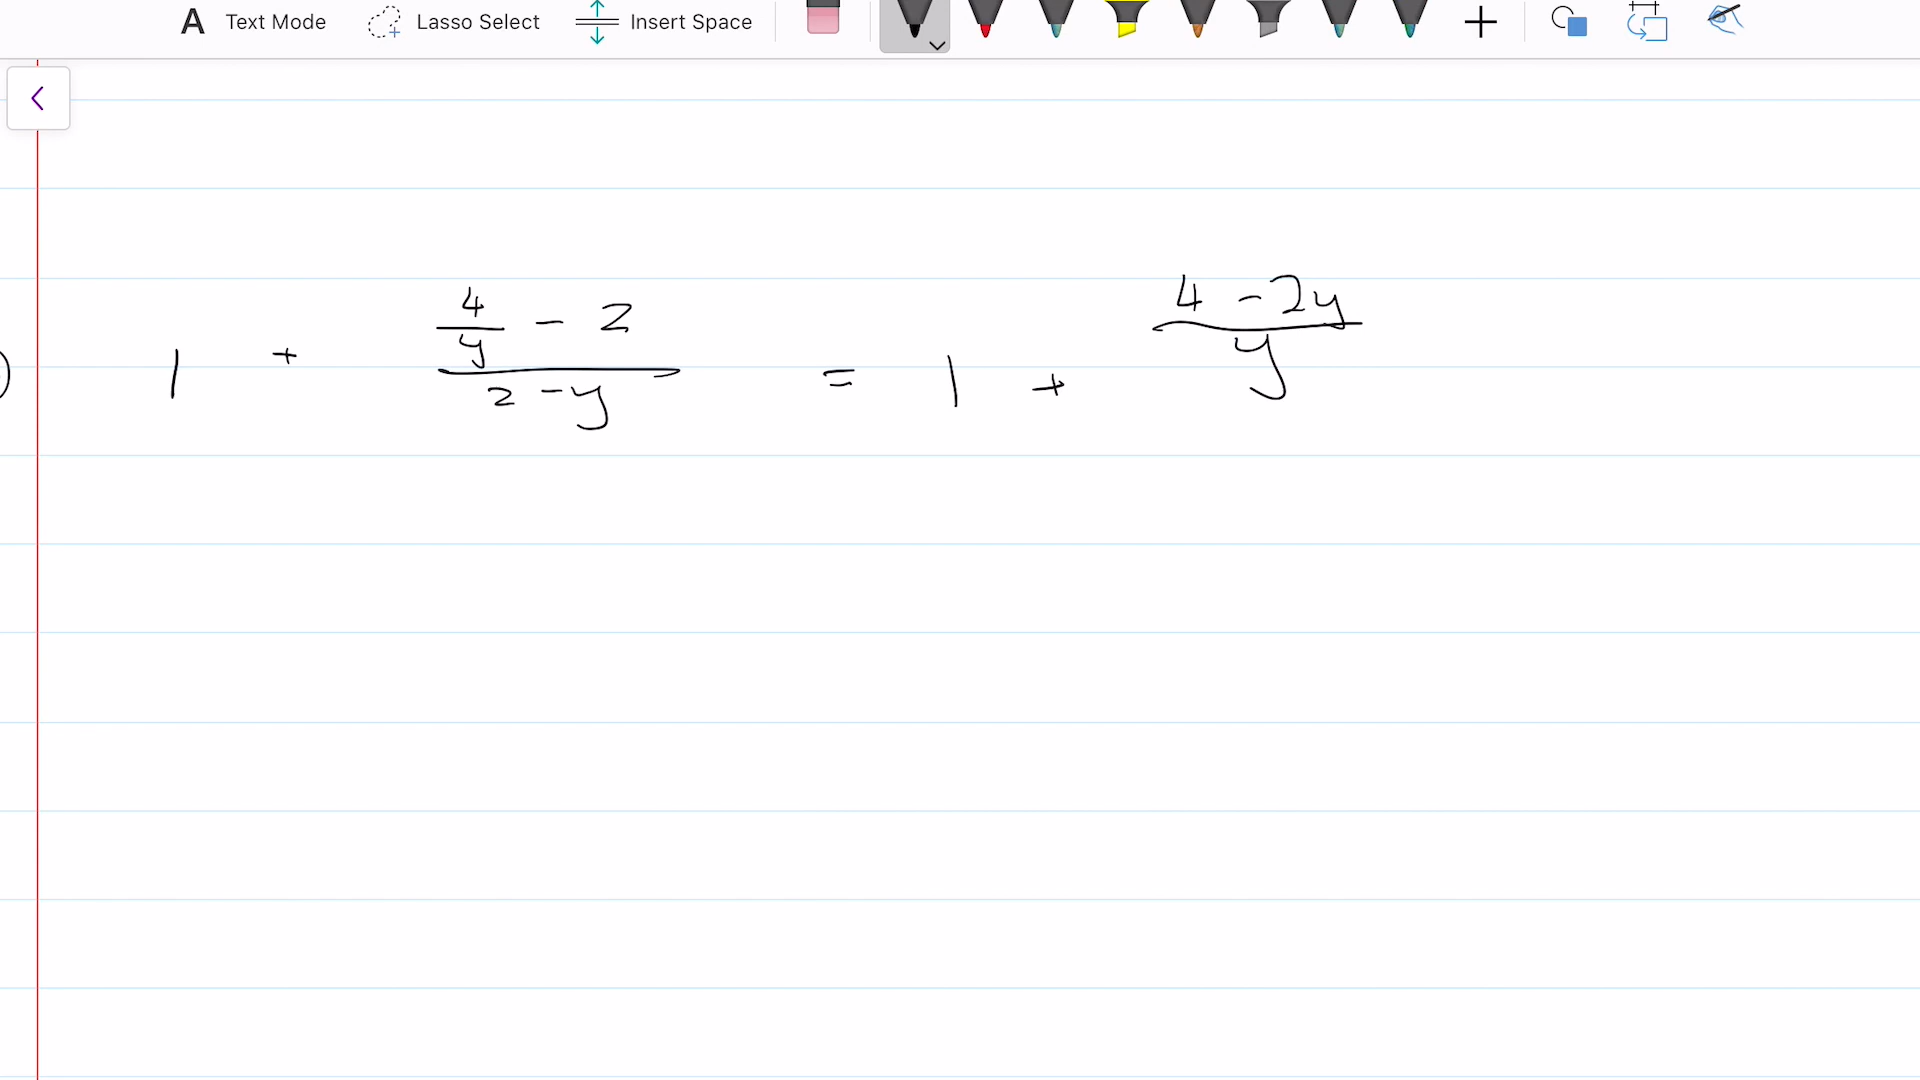 A Text Mode Lasso Select Insert Space
) 1 + (4/y - 2)/(2 - y) = 1 + (4 - 2y)/y